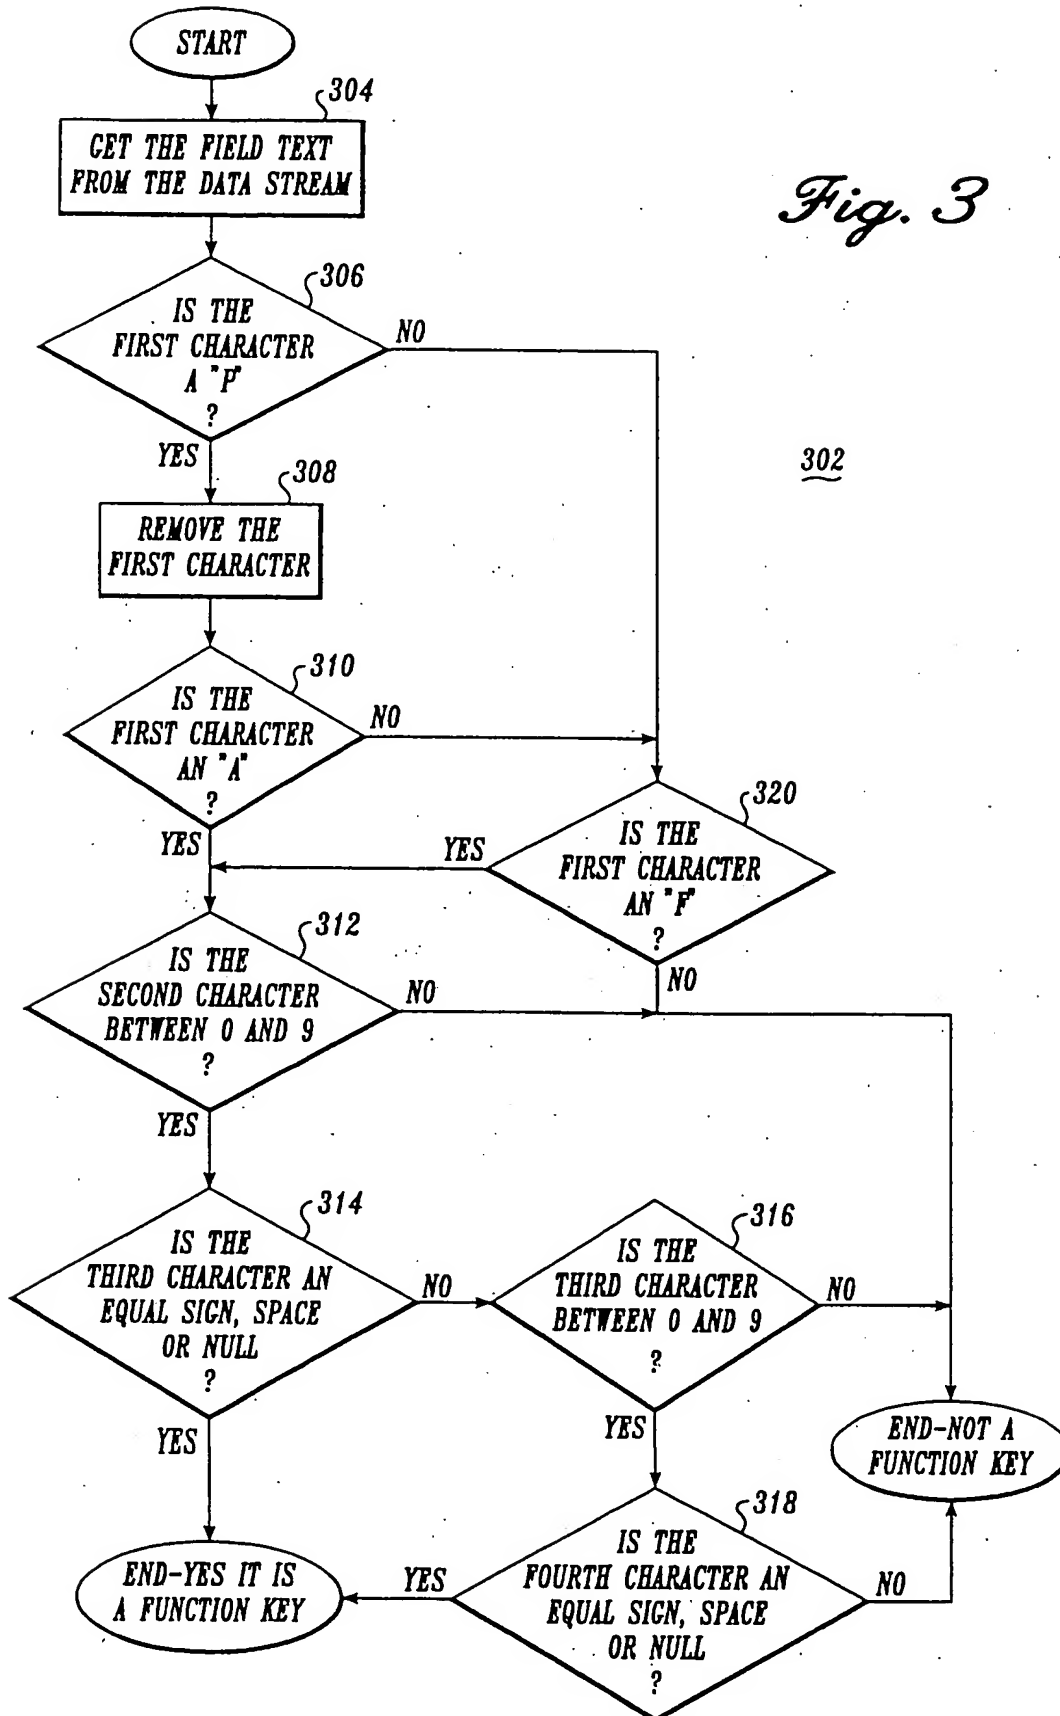 START
304
GET THE FIELD TEXT
FROM THE DATA STREAM
Fig. 3
306
IS THE
FIRST CHARACTER
A "P"
?
NO
YES
302
308
REMOVE THE
FIRST CHARACTER
310
IS THE
FIRST CHARACTER
AN "A"
?
NO
YES
320
IS THE
FIRST CHARACTER
AN "F"
?
YES
NO
312
IS THE
SECOND CHARACTER
BETWEEN 0 AND 9
?
NO
YES
314
IS THE
THIRD CHARACTER AN
EQUAL SIGN, SPACE
OR NULL
?
NO
YES
316
IS THE
THIRD CHARACTER
BETWEEN 0 AND 9
?
NO
YES
END-NOT A
FUNCTION KEY
318
IS THE
FOURTH CHARACTER AN
EQUAL SIGN, SPACE
OR NULL
?
YES
NO
END-YES IT IS
A FUNCTION KEY